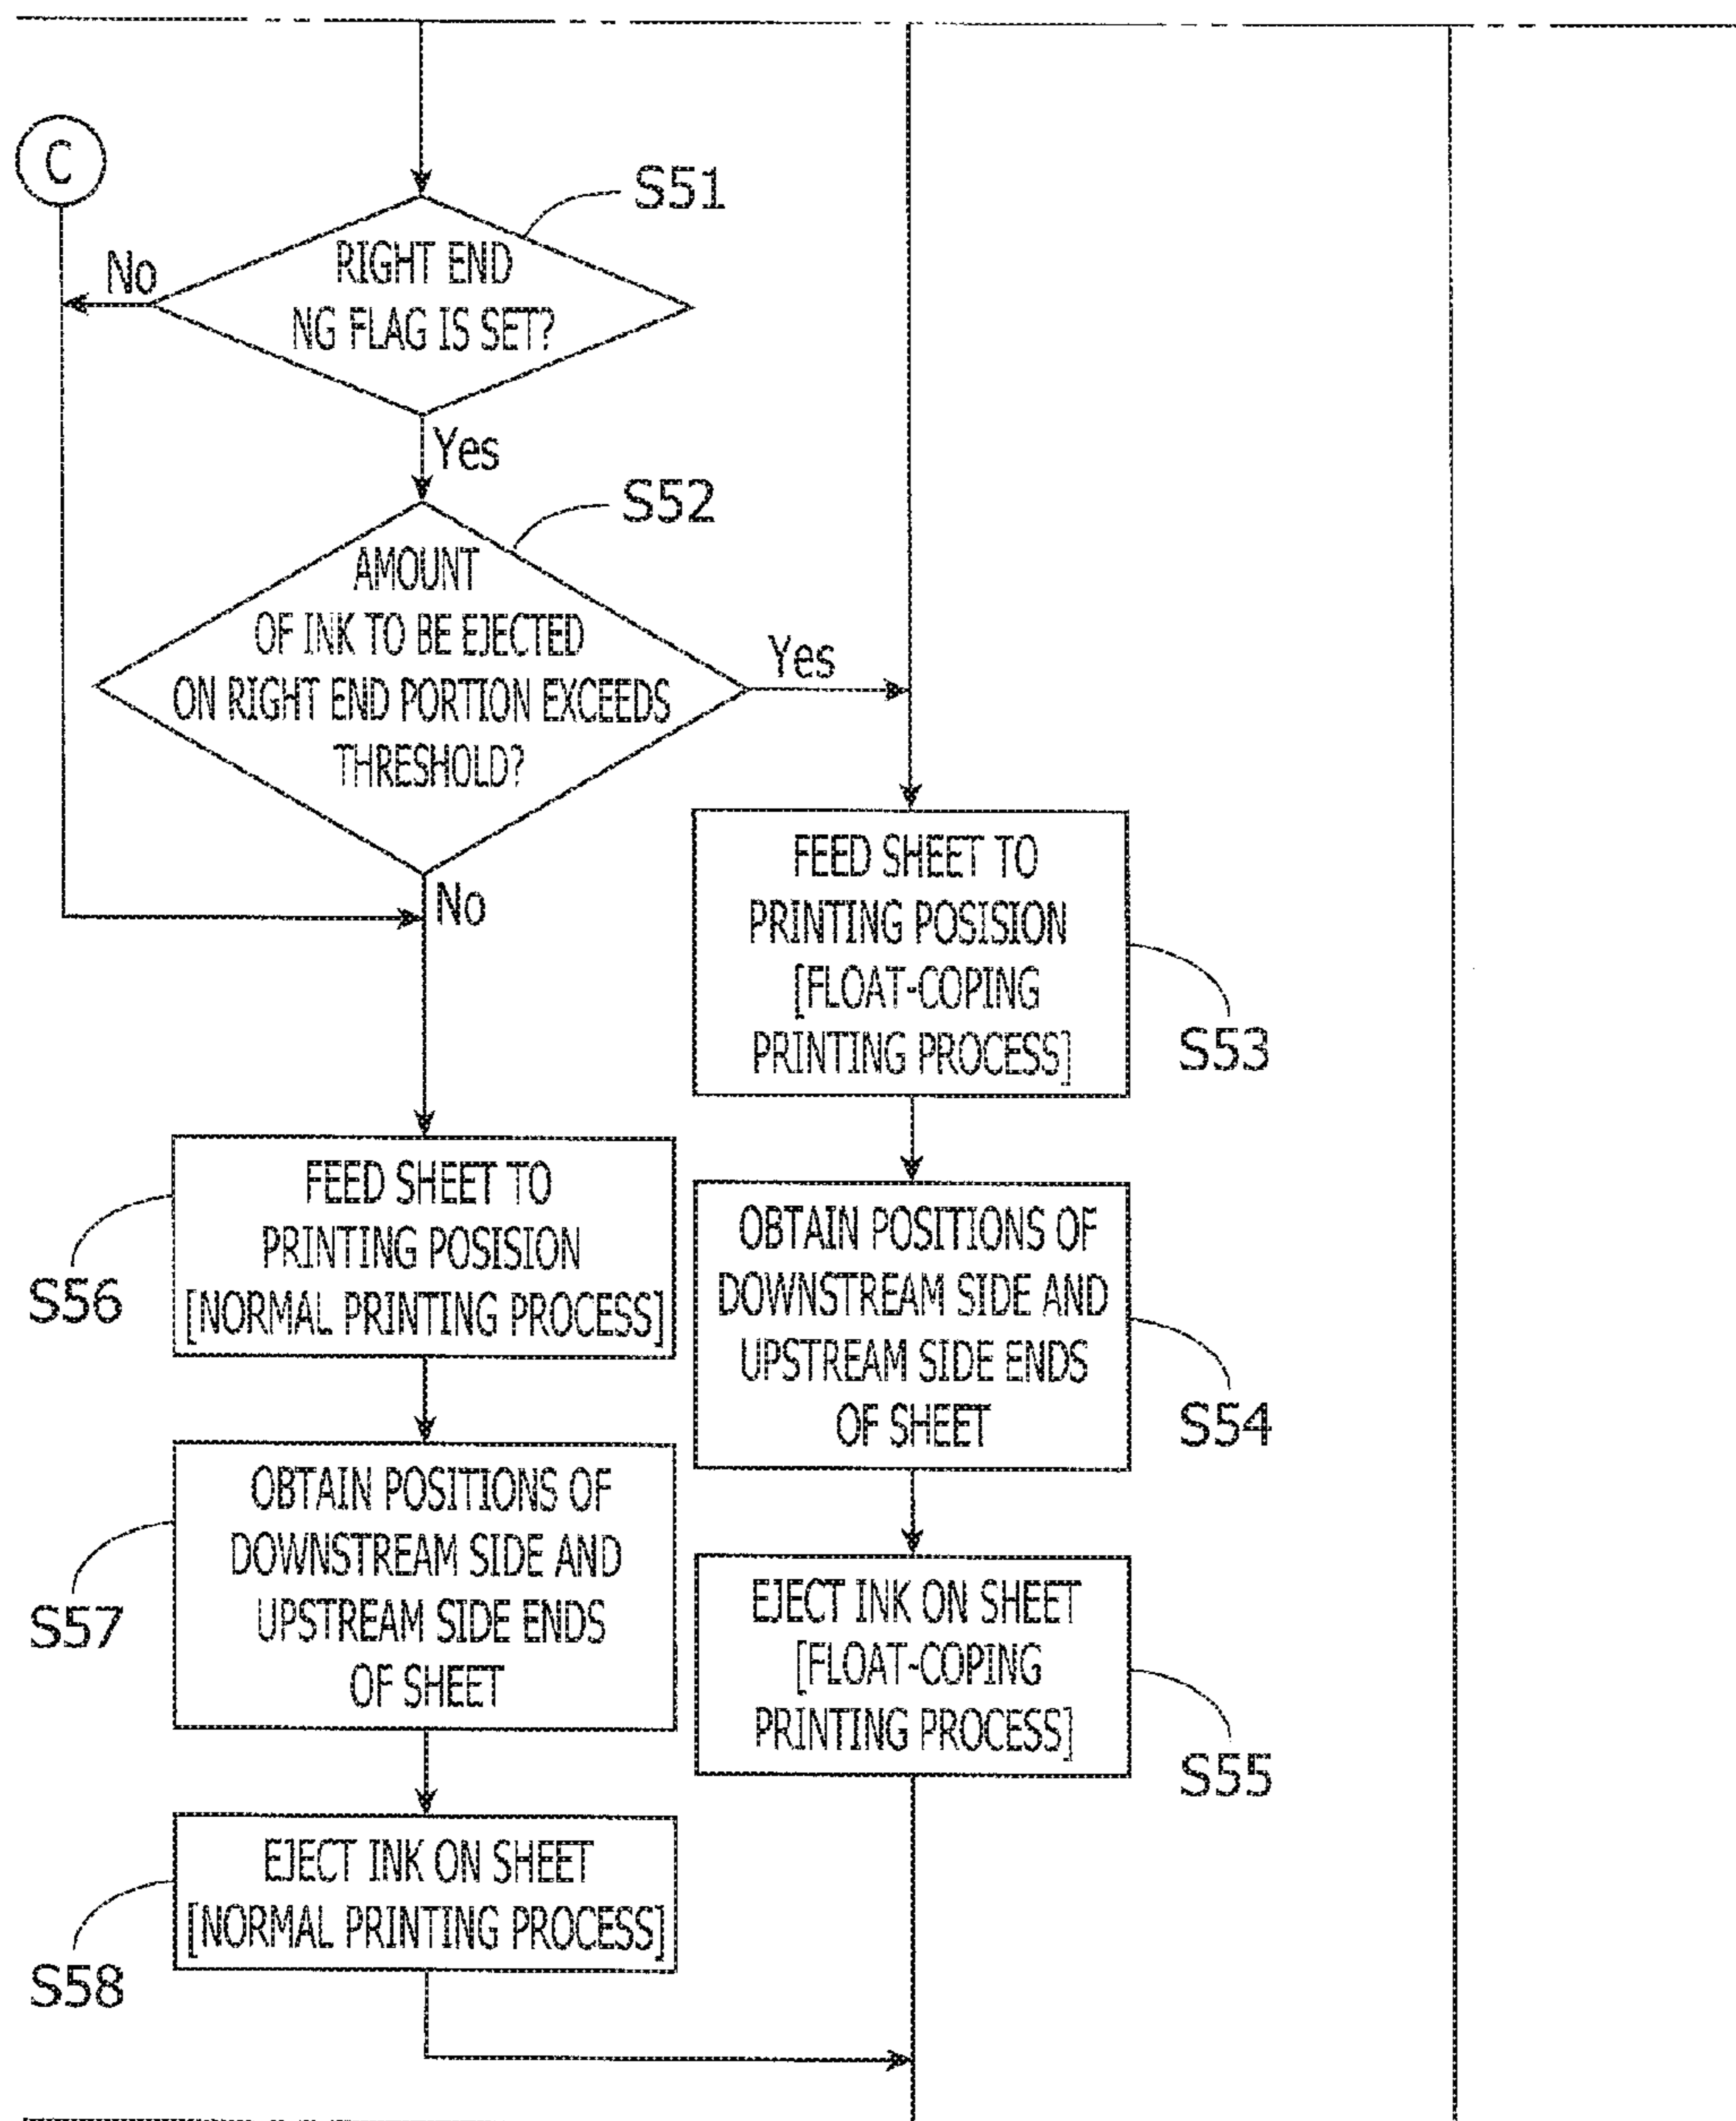 C
S51
RIGHT END
NG FLAG IS SET?
No
Yes
S52
AMOUNT
OF INK TO BE EJECTED
ON RIGHT END PORTION EXCEEDS
THRESHOLD?
Yes
No
FEED SHEET TO
PRINTING POSISION
[FLOAT-COPING
PRINTING PROCESS]
S53
FEED SHEET TO
PRINTING POSISION
[NORMAL PRINTING PROCESS]
S56
OBTAIN POSITIONS OF
DOWNSTREAM SIDE AND
UPSTREAM SIDE ENDS
OF SHEET
S54
OBTAIN POSITIONS OF
DOWNSTREAM SIDE AND
UPSTREAM SIDE ENDS
OF SHEET
S57
EJECT INK ON SHEET
[FLOAT-COPING
PRINTING PROCESS]
S55
EJECT INK ON SHEET
[NORMAL PRINTING PROCESS]
S58